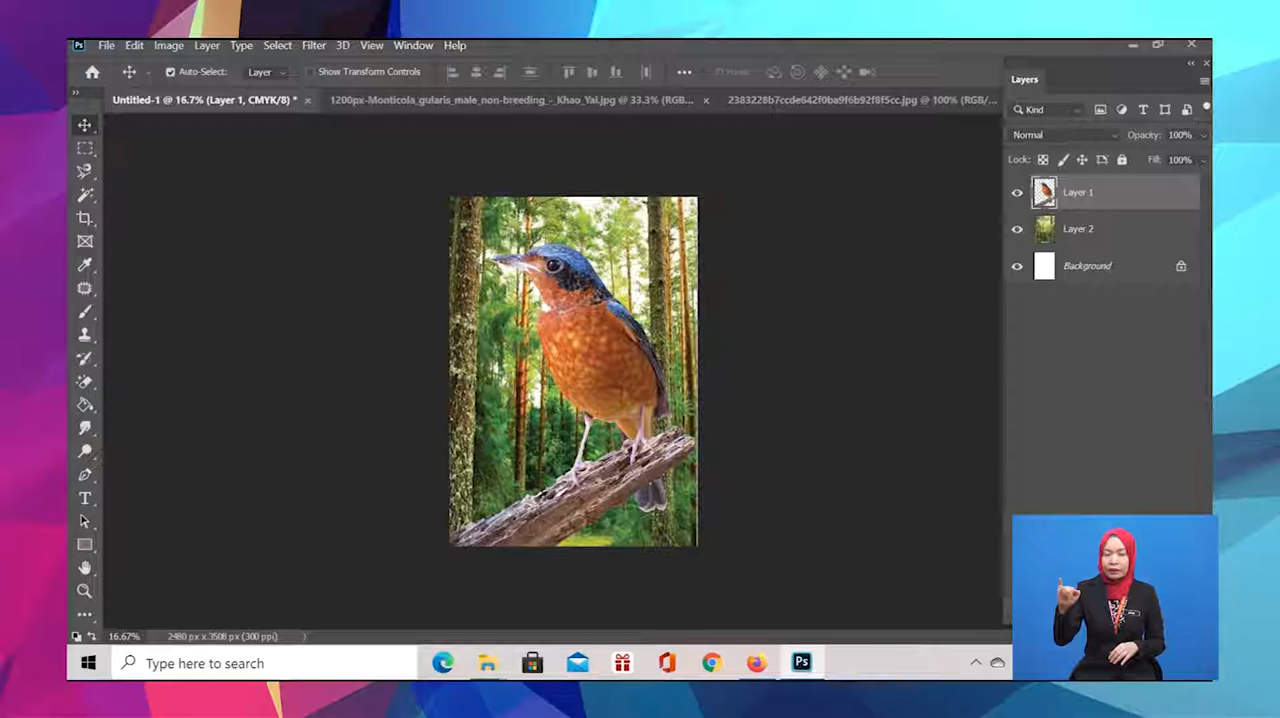 Ps File Edit Image Layer Type Select Filter 3D View Window Help
Auto-Select: Layer Show Transform Controls
Untitled-1 @ 16.7% (Layer 1, CMYK/8) * 1200px-Monticola_gularis_male_non-breeding_-_Khao_Yai.jpg @ 33.3% (RGB... 2383228b7ccde642f0ba9f6b92f8f5cc.jpg @ 100% (RGB/...
Layers
Kind
Normal Opacity: 100%
Lock: Fill: 100%
Layer 1
Layer 2
Background
16.67% 2480 px x 3508 px (300 ppi)
Type here to search
Ps